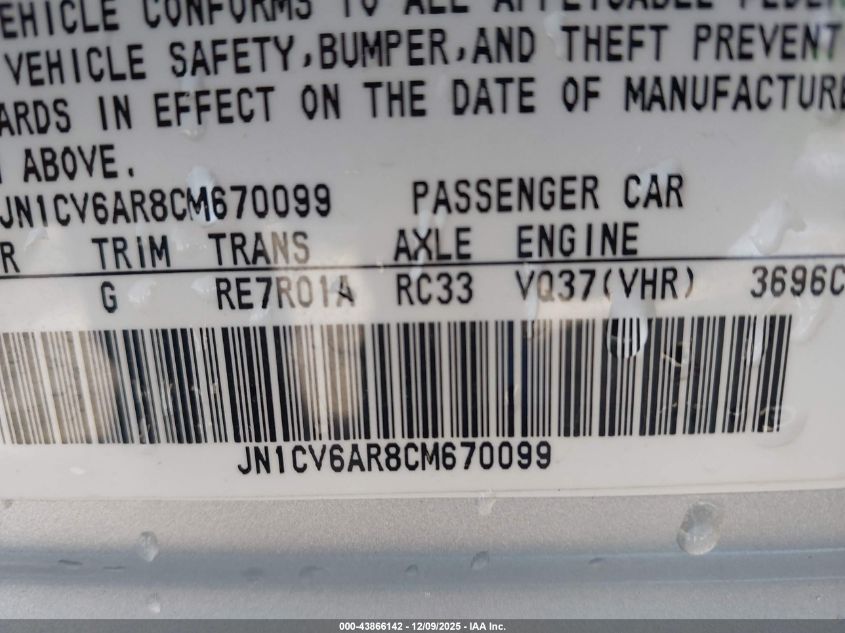 VEHICLE CONFORMS TO ALL APPLICABLE
VEHICLE SAFETY, BUMPER, AND THEFT PREVENT
ARDS IN EFFECT ON THE DATE OF MANUFACTURE
ABOVE.
JN1CV6AR8CM670099 PASSENGER CAR
R TRIM TRANS AXLE ENGINE
G RE7R01A RC33 VQ37(VHR) 3696C
JN1CV6AR8CM670099
000-43866142 - 12/09/2025 - IAA Inc.